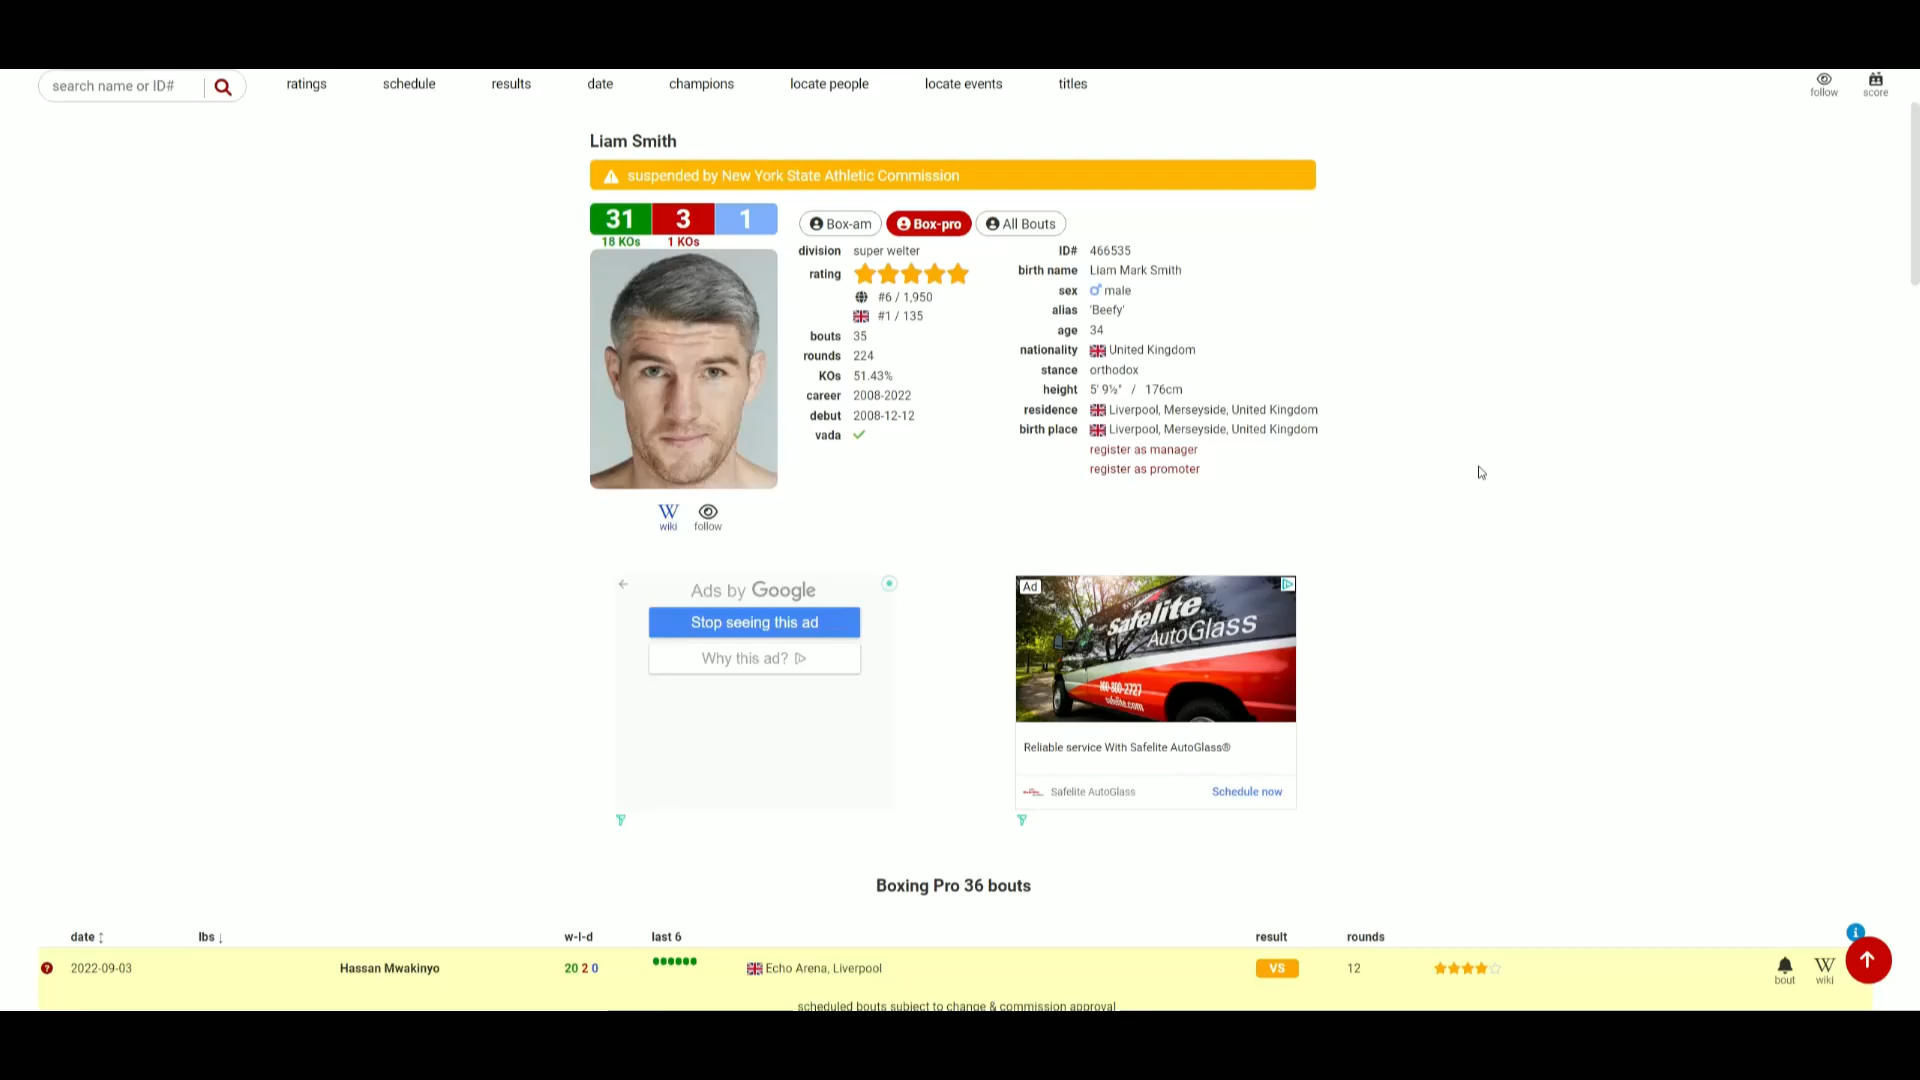 search name or ID#
ratings
schedule
results
date
champions
locate people
locate events
titles
follow
score
Liam Smith
suspended by New York State Athletic Commission
31 3 1
18 KOs 1 KOs
Box-am
Box-pro
All Bouts
division super welter
rating
#6 / 1,950
#1 / 135
bouts 35
rounds 224
KOs 51.43%
career 2008-2022
debut 2008-12-12
vada
ID# 466535
birth name Liam Mark Smith
sex male
alias 'Beefy'
age 34
nationality United Kingdom
stance orthodox
height 5' 9½" / 176cm
residence Liverpool, Merseyside, United Kingdom
birth place Liverpool, Merseyside, United Kingdom
register as manager
register as promoter
W
wiki
follow
Ads by Google
Stop seeing this ad
Why this ad?
Ad
Safelite
AutoGlass
800-800-2727
safelite.com
Reliable service With Safelite AutoGlass®
Safelite AutoGlass
Schedule now
Boxing Pro 36 bouts
date lbs w-l-d last 6 result rounds
2022-09-03 Hassan Mwakinyo 20 2 0 Echo Arena, Liverpool VS 12
bout
W
wiki
scheduled bouts subject to change & commission approval